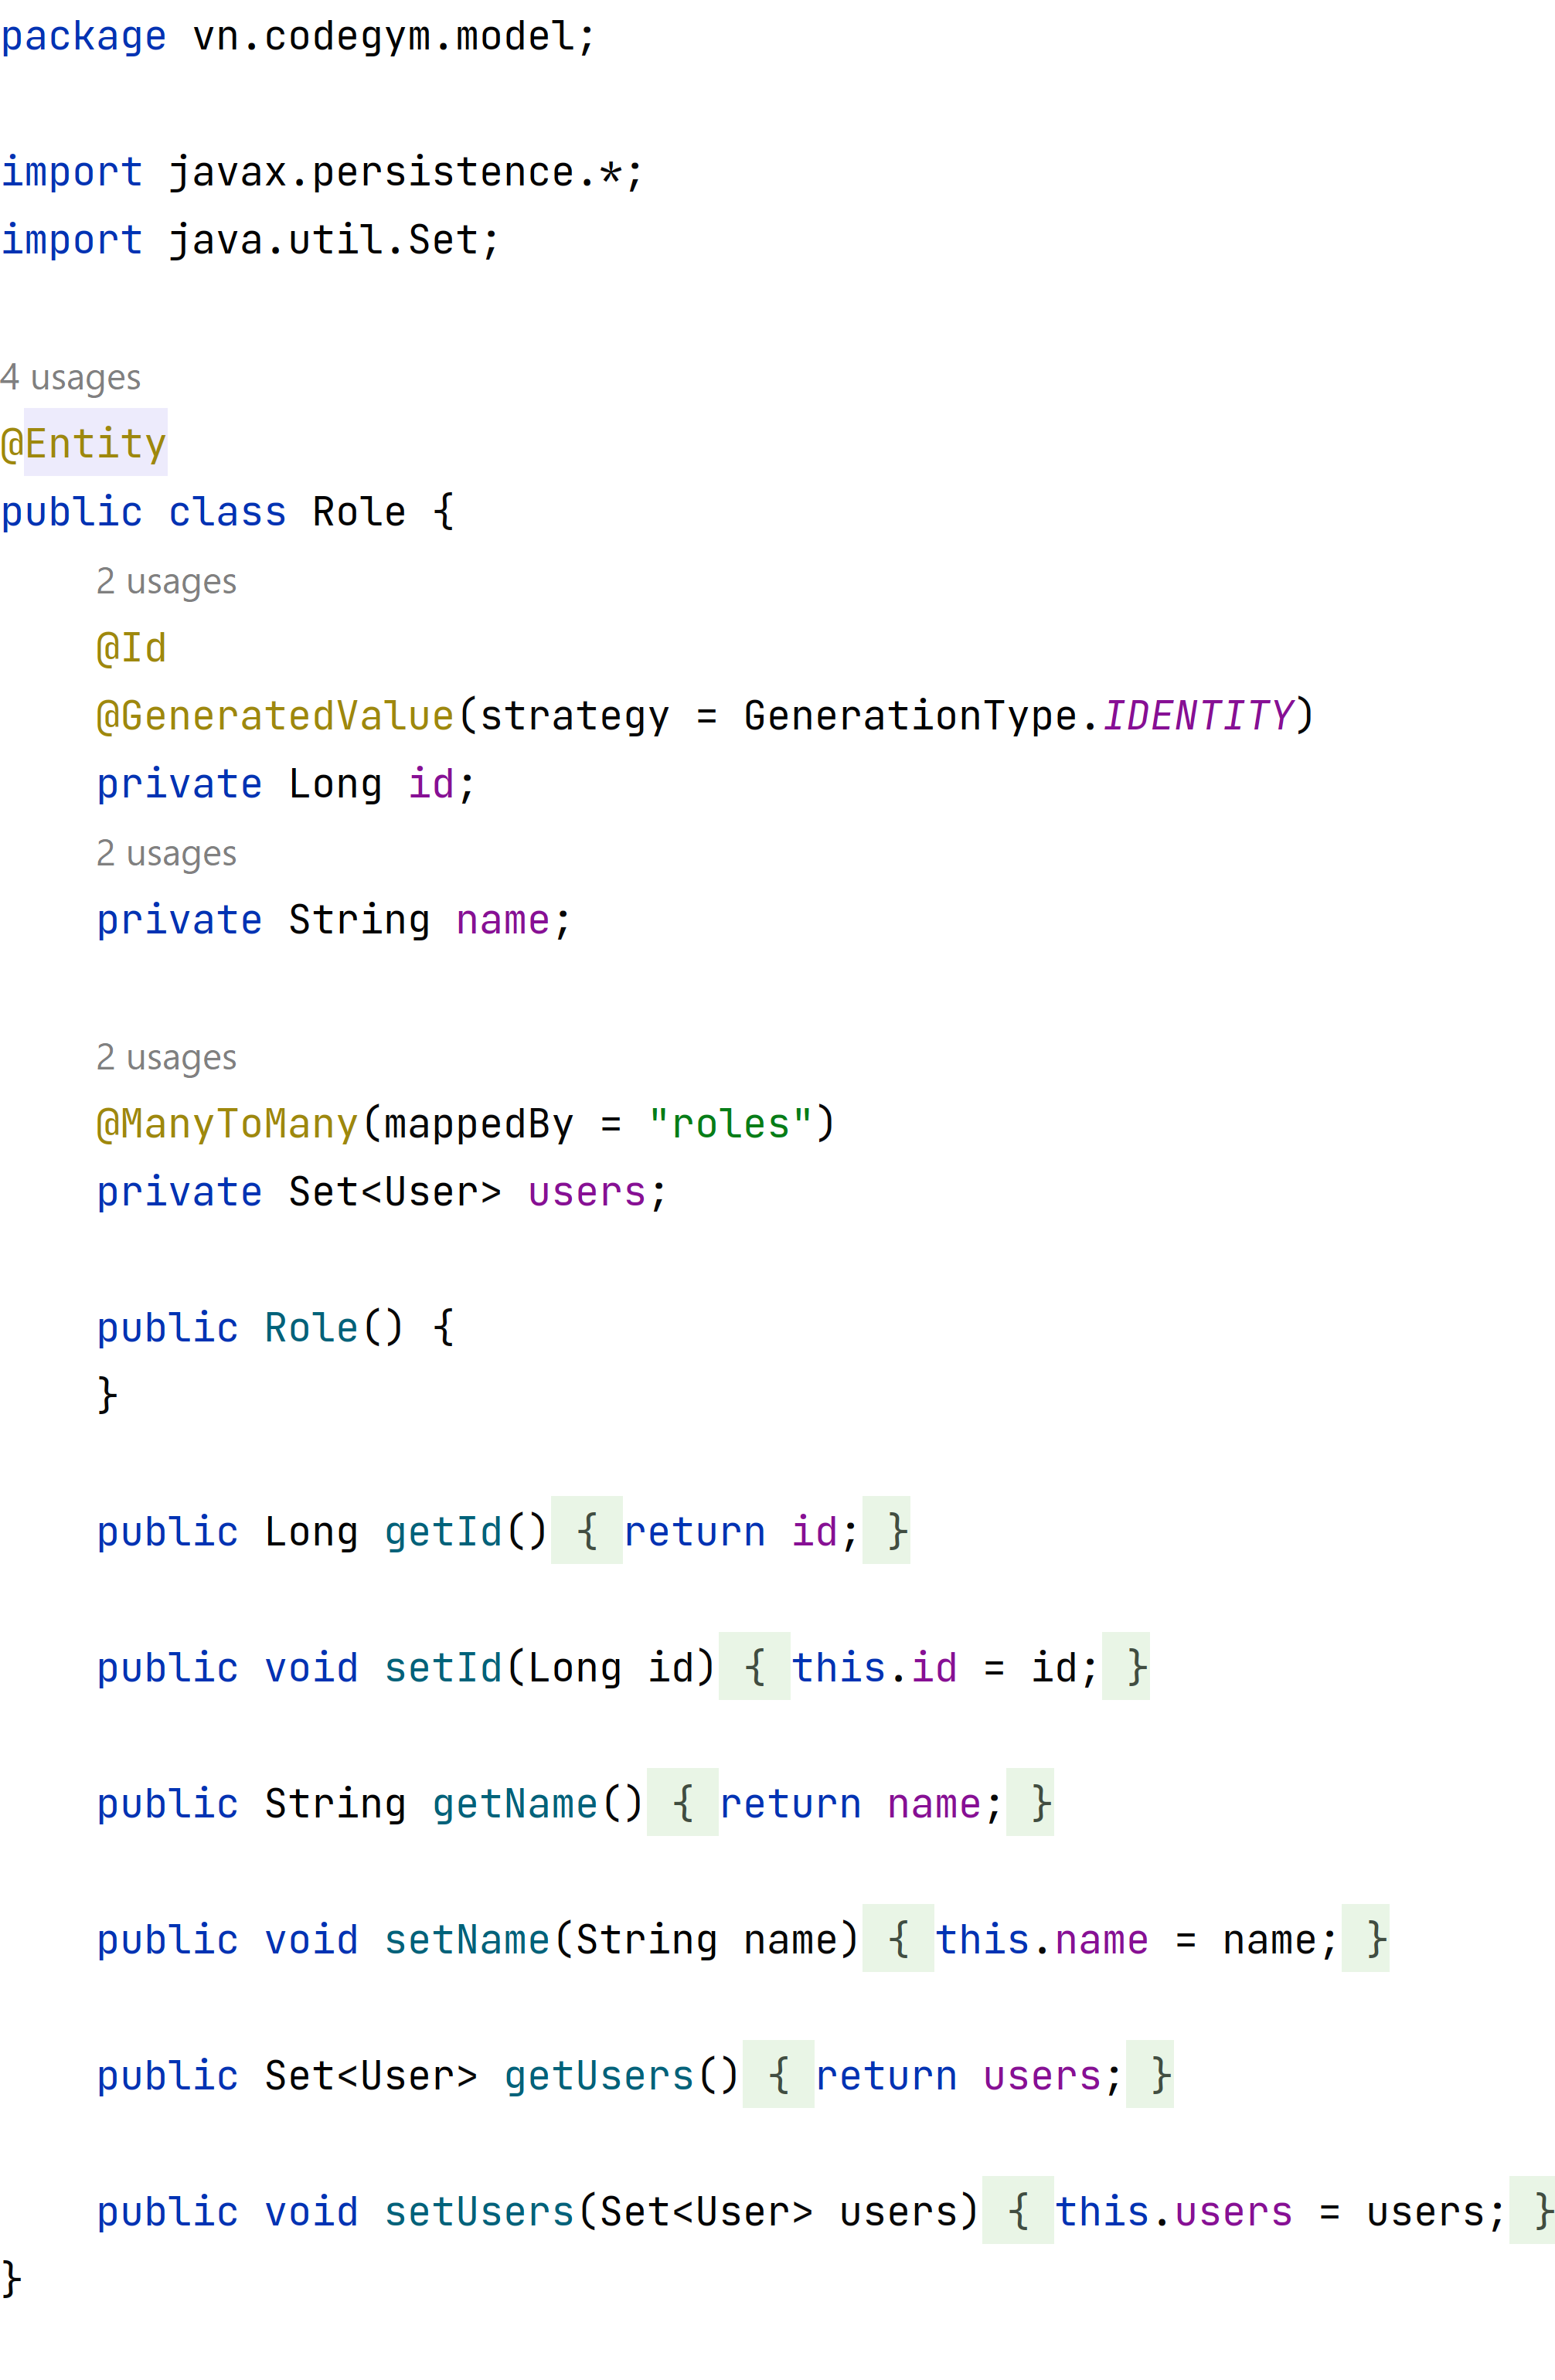 package vn.codegym.model;
import javax.persistence.*;
import java.util.Set;
4 usages
@Entity
public class Role {
2 usages
@Id
@GeneratedValue(strategy = GenerationType.IDENTITY)
private Long id;
2 usages
private String name;
2 usages
@ManyToMany(mappedBy = "roles")
private Set<User> users;
public Role() {
}
public Long getId() { return id; }
public void setId(Long id) { this.id = id; }
public String getName() { return name; }
public void setName(String name) { this.name = name; }
public Set<User> getUsers() { return users; }
public void setUsers(Set<User> users) { this.users = users; }
}